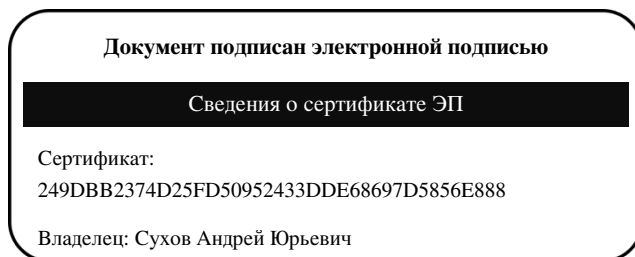 Документ подписан электронной подписью
Сведения о сертификате ЭП
Сертификат:
249DBB2374D25FD50952433DDE68697D5856E888
Владелец: Сухов Андрей Юрьевич